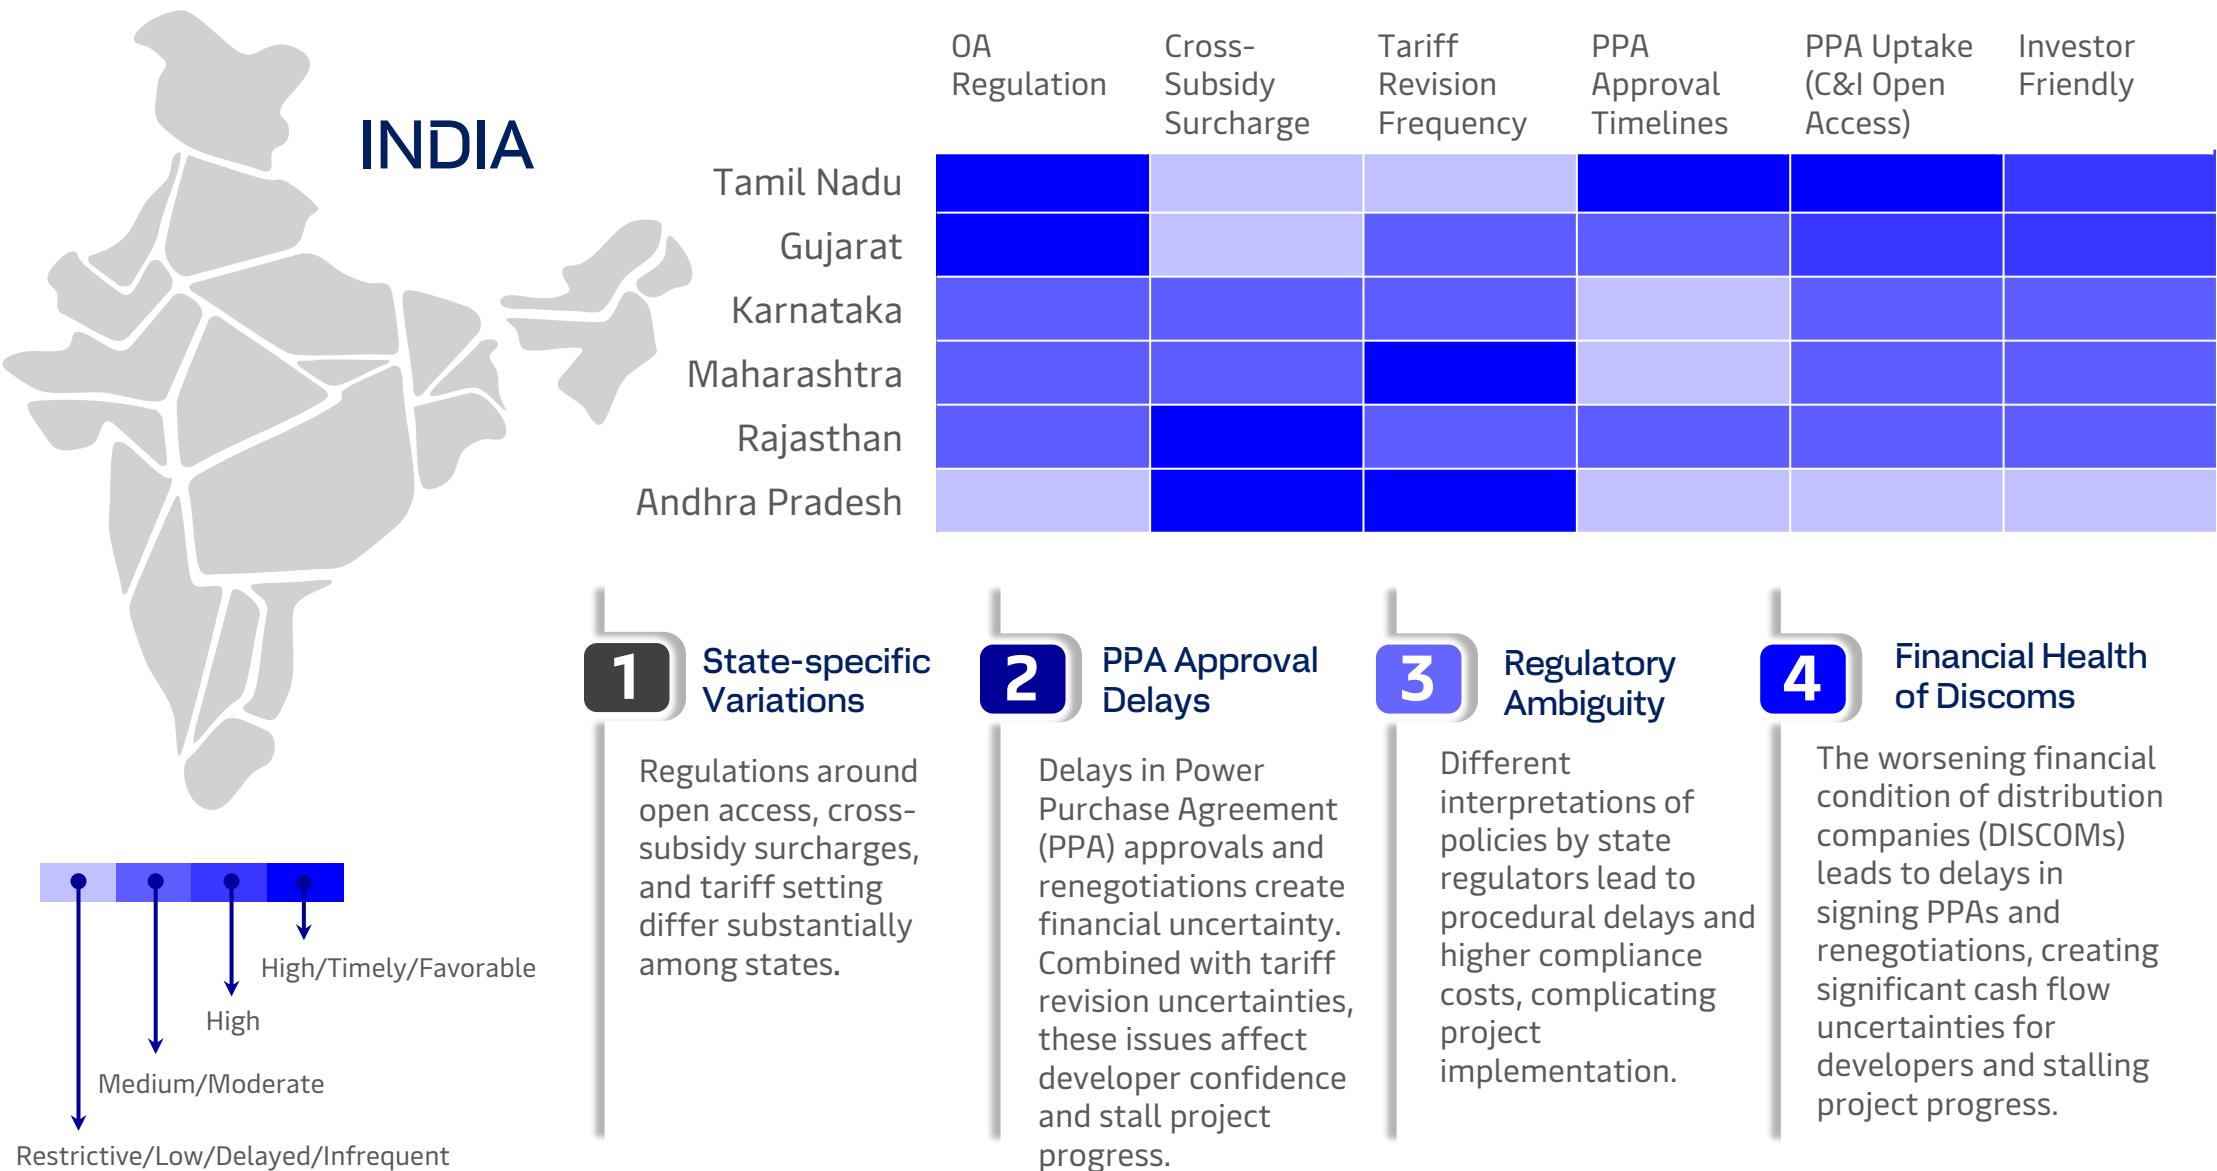 INDIA
OA
Regulation
Cross-
Subsidy
Surcharge
Tariff
Revision
Frequency
PPA
Approval
Timelines
PPA Uptake
(C&I Open
Access)
Investor
Friendly
Tamil Nadu
Gujarat
Karnataka
Maharashtra
Rajasthan
Andhra Pradesh
High/Timely/Favorable
High
Medium/Moderate
Restrictive/Low/Delayed/Infrequent
1
State-specific
Variations
Regulations around
open access, cross-
subsidy surcharges,
and tariff setting
differ substantially
among states.
2
PPA Approval
Delays
Delays in Power
Purchase Agreement
(PPA) approvals and
renegotiations create
financial uncertainty.
Combined with tariff
revision uncertainties,
these issues affect
developer confidence
and stall project
progress.
3
Regulatory
Ambiguity
Different
interpretations of
policies by state
regulators lead to
procedural delays and
higher compliance
costs, complicating
project
implementation.
4
Financial Health
of Discoms
The worsening financial
condition of distribution
companies (DISCOMs)
leads to delays in
signing PPAs and
renegotiations, creating
significant cash flow
uncertainties for
developers and stalling
project progress.